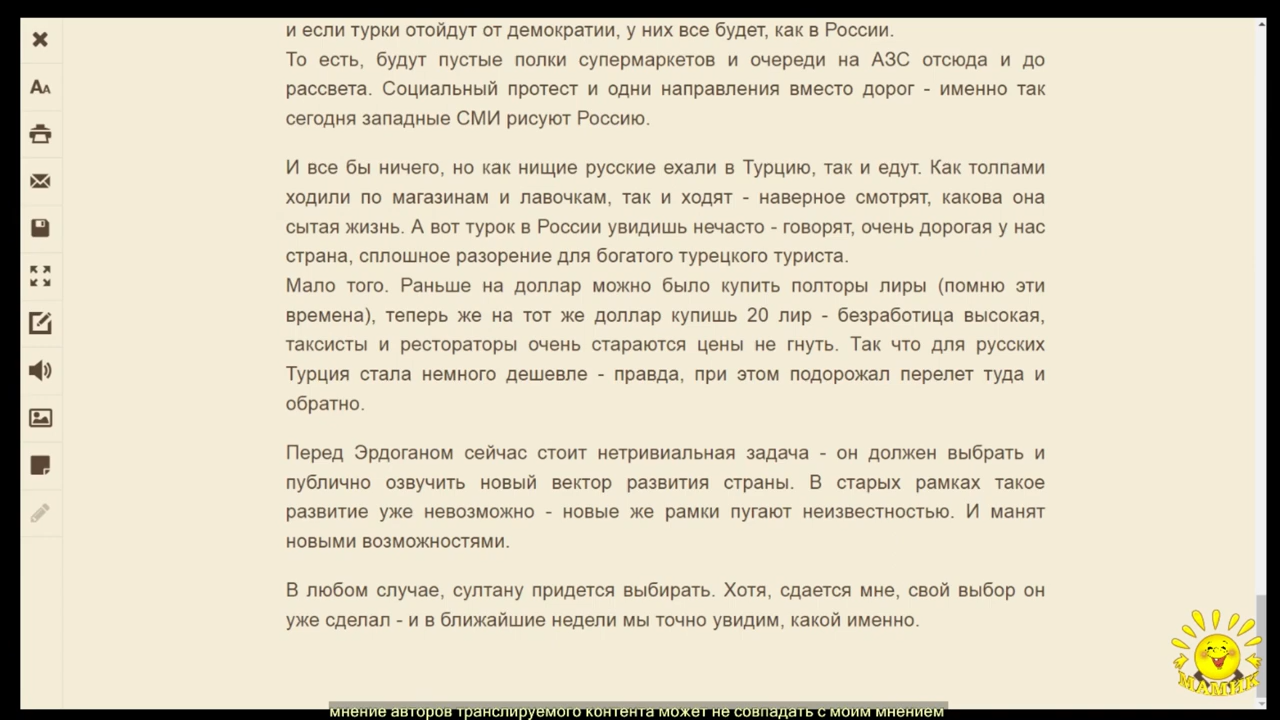 и если турки отойдут от демократии, у них все будет, как в России.
То есть, будут пустые полки супермаркетов и очереди на АЗС отсюда и до
рассвета. Социальный протест и одни направления вместо дорог - именно так
сегодня западные СМИ рисуют Россию.
И все бы ничего, но как нищие русские ехали в Турцию, так и едут. Как толпами
ходили по магазинам и лавочкам, так и ходят - наверное смотрят, какова она
сытая жизнь. А вот турок в России увидишь нечасто - говорят, очень дорогая у нас
страна, сплошное разорение для богатого турецкого туриста.
Мало того. Раньше на доллар можно было купить полторы лиры (помню эти
времена), теперь же на тот же доллар купишь 20 лир - безработица высокая,
таксисты и рестораторы очень стараются цены не гнуть. Так что для русских
Турция стала немного дешевле - правда, при этом подорожал перелет туда и
обратно.
Перед Эрдоганом сейчас стоит нетривиальная задача - он должен выбрать и
публично озвучить новый вектор развития страны. В старых рамках такое
развитие уже невозможно - новые же рамки пугают неизвестностью. И манят
новыми возможностями.
В любом случае, султану придется выбирать. Хотя, сдается мне, свой выбор он
уже сделал - и в ближайшие недели мы точно увидим, какой именно.
МАМИК
мнение авторов транслируемого контента может не совпадать с моим мнением